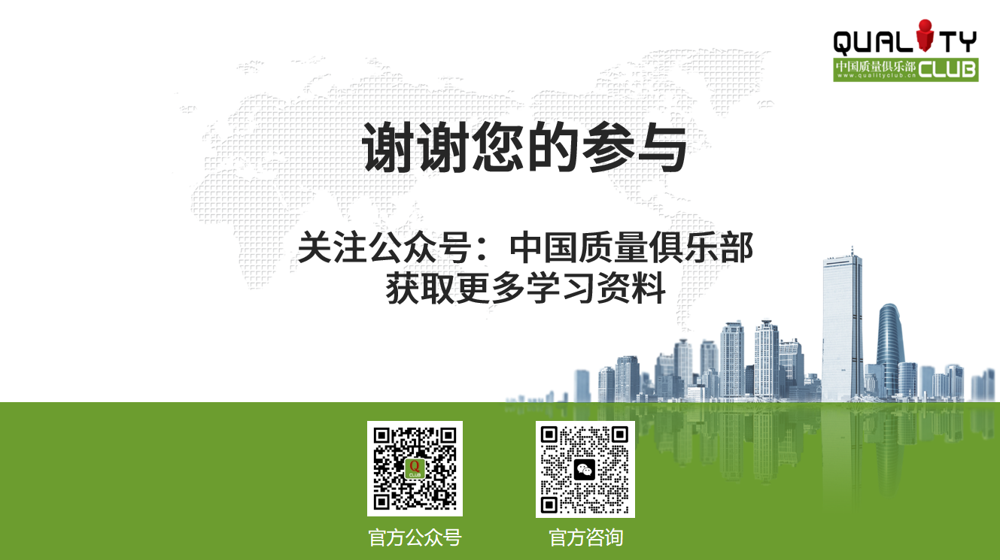 QUALITY
中国质量俱乐部 CLUB
www.qualityclub.cn
谢谢您的参与
关注公众号：中国质量俱乐部
获取更多学习资料
Q
CLUB
官方公众号
官方咨询